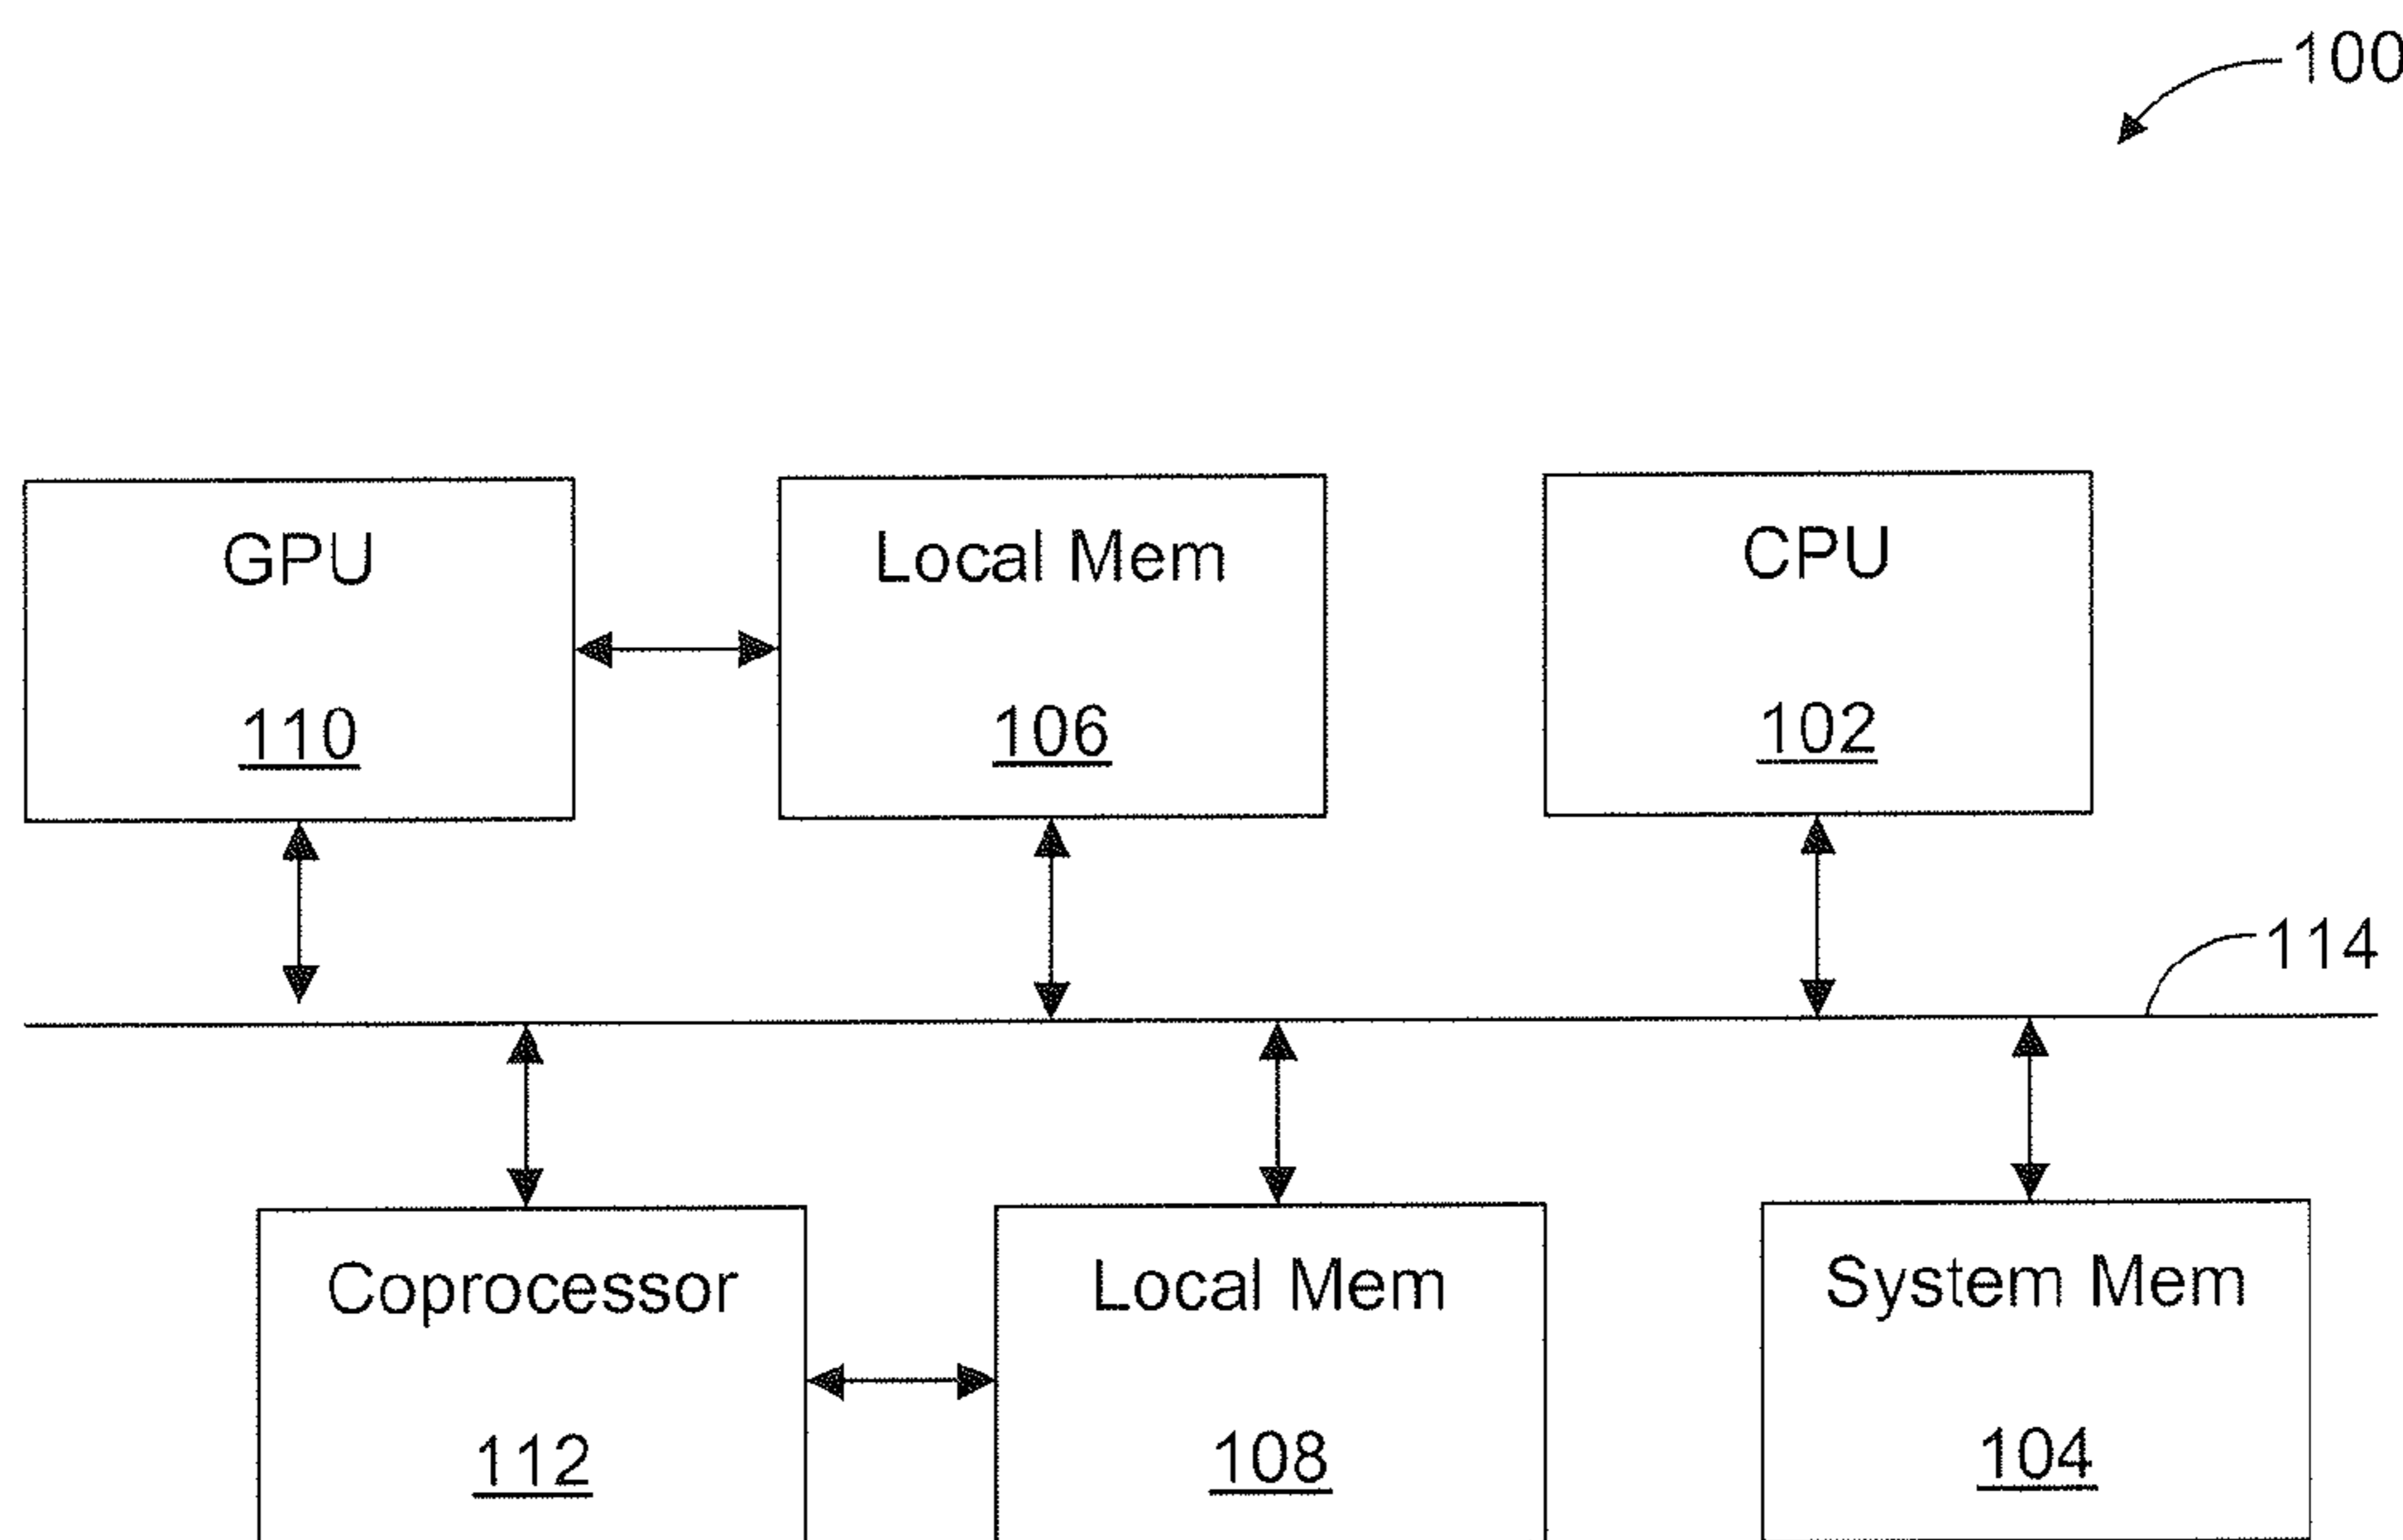 100
GPU
110
Local Mem
106
CPU
102
114
Coprocessor
112
Local Mem
108
System Mem
104